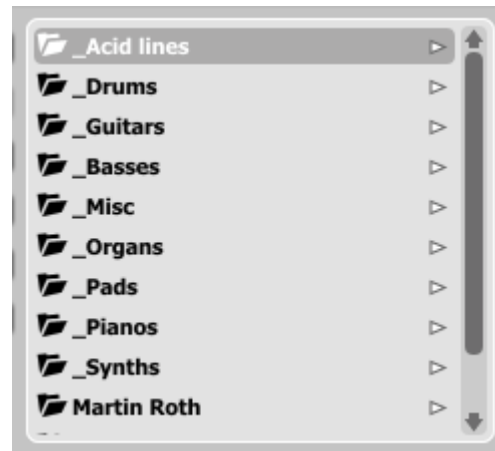 _Acid lines
_Drums
_Guitars
_Basses
_Misc
_Organs
_Pads
_Pianos
_Synths
Martin Roth